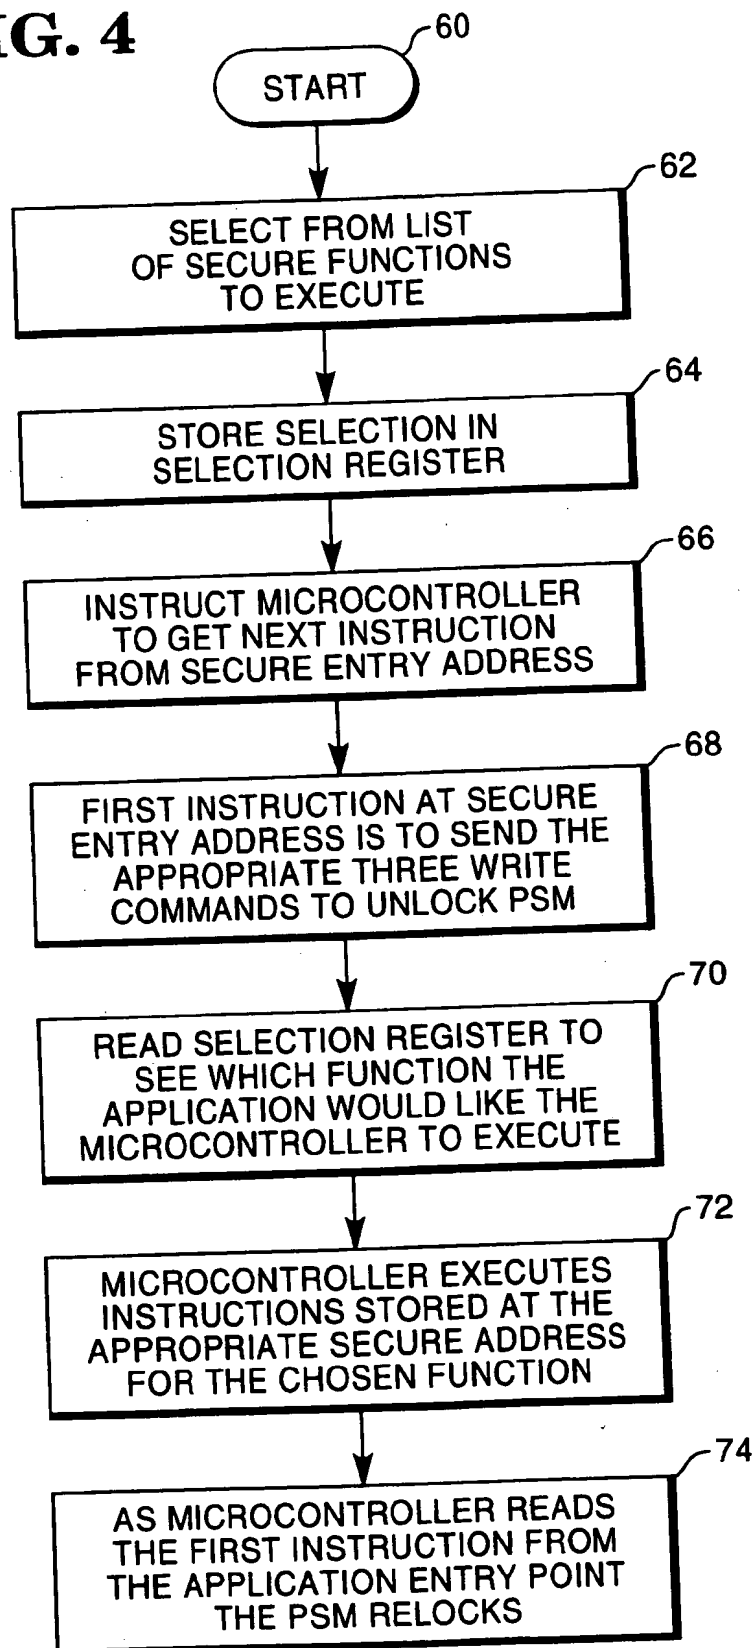 IG. 4
60
START
62
SELECT FROM LIST
OF SECURE FUNCTIONS
TO EXECUTE
64
STORE SELECTION IN
SELECTION REGISTER
66
INSTRUCT MICROCONTROLLER
TO GET NEXT INSTRUCTION
FROM SECURE ENTRY ADDRESS
68
FIRST INSTRUCTION AT SECURE
ENTRY ADDRESS IS TO SEND THE
APPROPRIATE THREE WRITE
COMMANDS TO UNLOCK PSM
70
READ SELECTION REGISTER TO
SEE WHICH FUNCTION THE
APPLICATION WOULD LIKE THE
MICROCONTROLLER TO EXECUTE
72
MICROCONTROLLER EXECUTES
INSTRUCTIONS STORED AT THE
APPROPRIATE SECURE ADDRESS
FOR THE CHOSEN FUNCTION
74
AS MICROCONTROLLER READS
THE FIRST INSTRUCTION FROM
THE APPLICATION ENTRY POINT
THE PSM RELOCKS